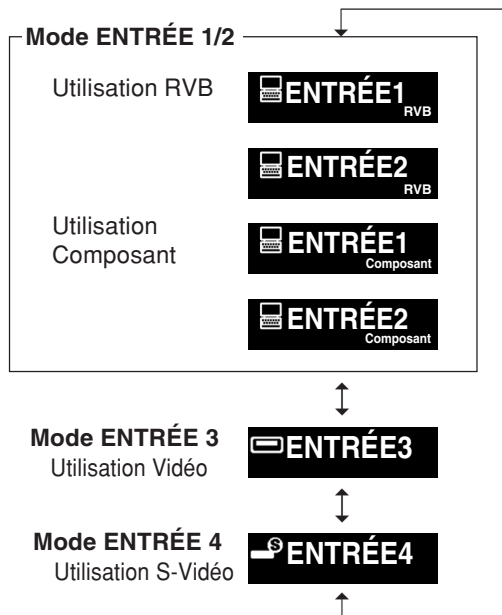 Mode ENTRÉE 1/2
Utilisation RVB
ENTRÉE1
RVB
ENTRÉE2
RVB
Utilisation
Composant
ENTRÉE1
Composant
ENTRÉE2
Composant
Mode ENTRÉE 3
Utilisation Vidéo
ENTRÉE3
Mode ENTRÉE 4
Utilisation S-Vidéo
S
ENTRÉE4